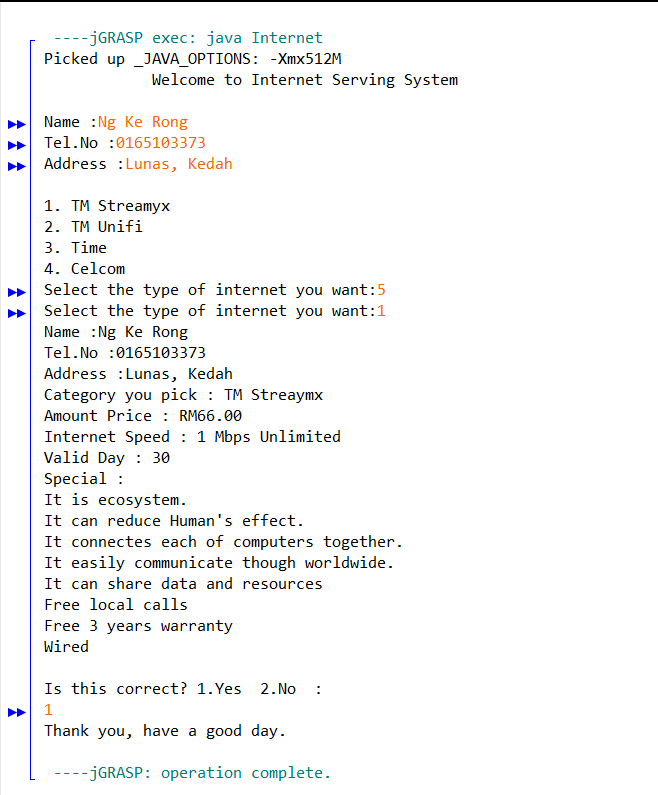 ----jGRASP exec: java Internet
Picked up _JAVA_OPTIONS: -Xmx512M
Welcome to Internet Serving System
Name :Ng Ke Rong
Tel.No :0165103373
Address :Lunas, Kedah
1. TM Streamyx
2. TM Unifi
3. Time
4. Celcom
Select the type of internet you want:5
Select the type of internet you want:1
Name :Ng Ke Rong
Tel.No :0165103373
Address :Lunas, Kedah
Category you pick : TM Streaymx
Amount Price : RM66.00
Internet Speed : 1 Mbps Unlimited
Valid Day : 30
Special :
It is ecosystem.
It can reduce Human's effect.
It connectes each of computers together.
It easily communicate though worldwide.
It can share data and resources
Free local calls
Free 3 years warranty
Wired
Is this correct? 1.Yes  2.No  :
1
Thank you, have a good day.
----jGRASP: operation complete.